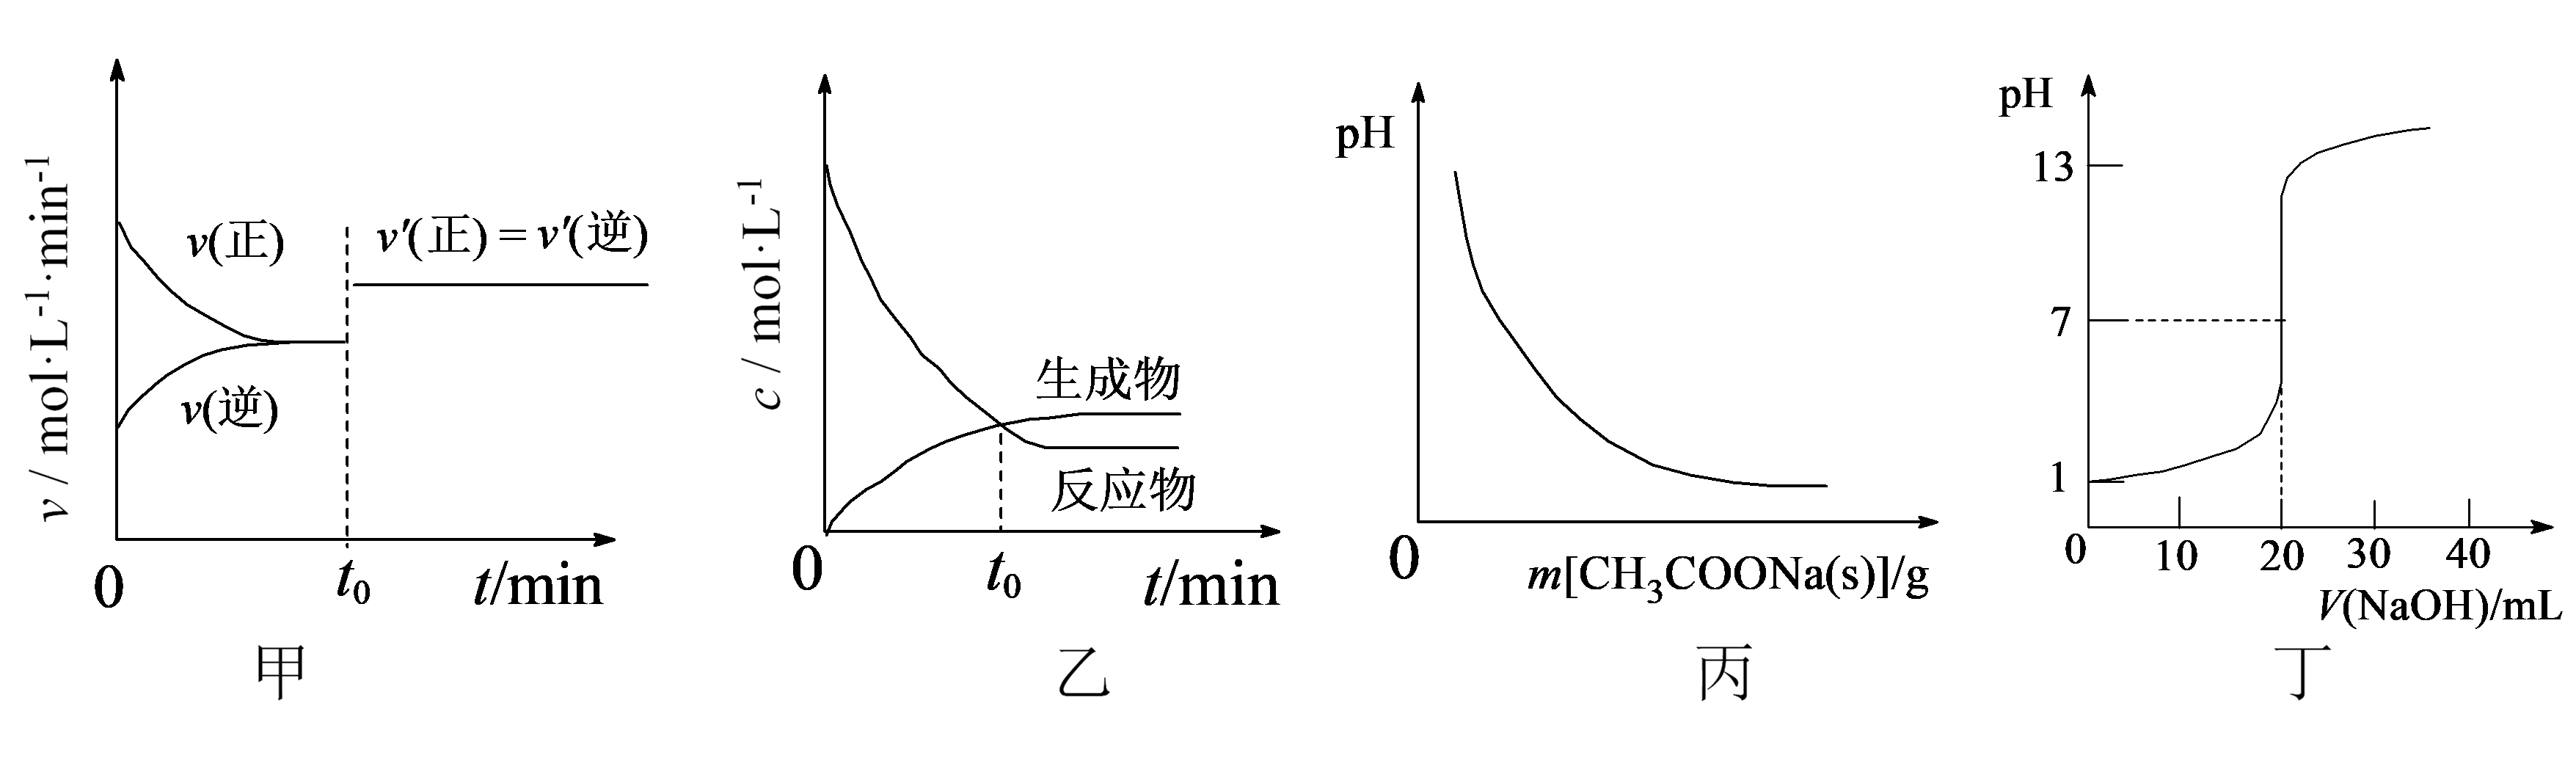 v / mol·L⁻¹·min⁻¹
v(正)
v(逆)
v′(正) = v′(逆)
0
t₀
t/min
甲
c / mol·L⁻¹
生成物
反应物
0
t₀
t/min
乙
pH
0
m[CH₃COONa(s)]/g
丙
pH
13
7
1
0
10
20
30
40
V(NaOH)/mL
丁